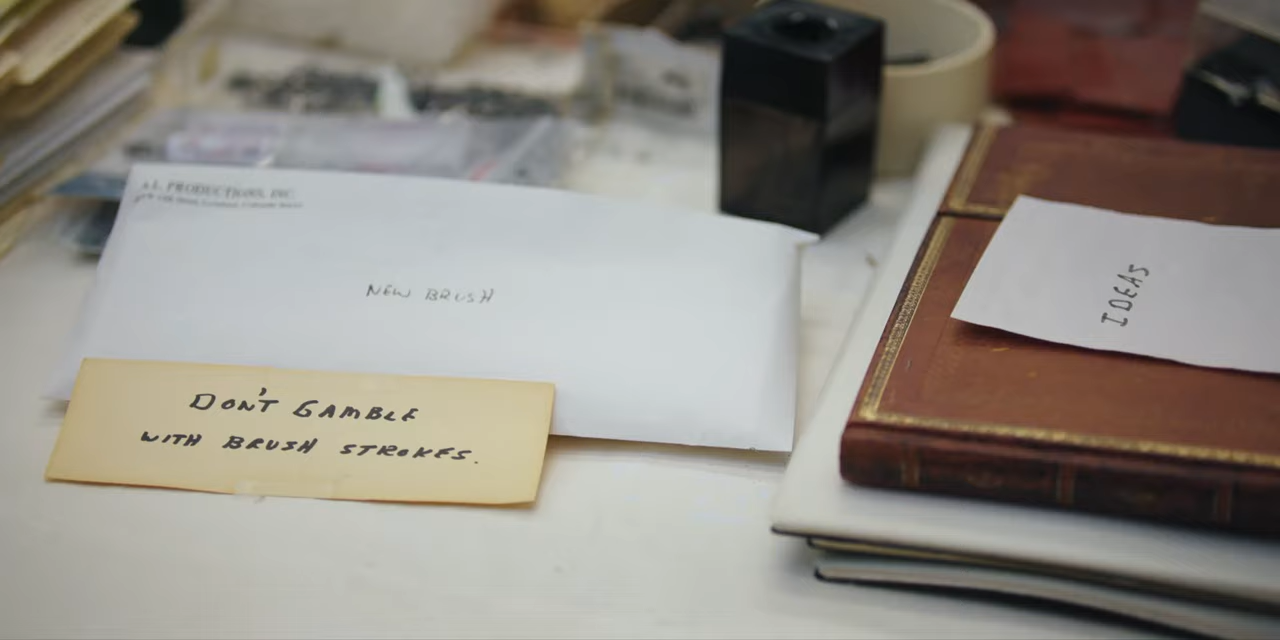 A.L. PRODUCTIONS, INC.
NEW BRUSH
DON'T GAMBLE
WITH BRUSH STROKES.
IDEAS